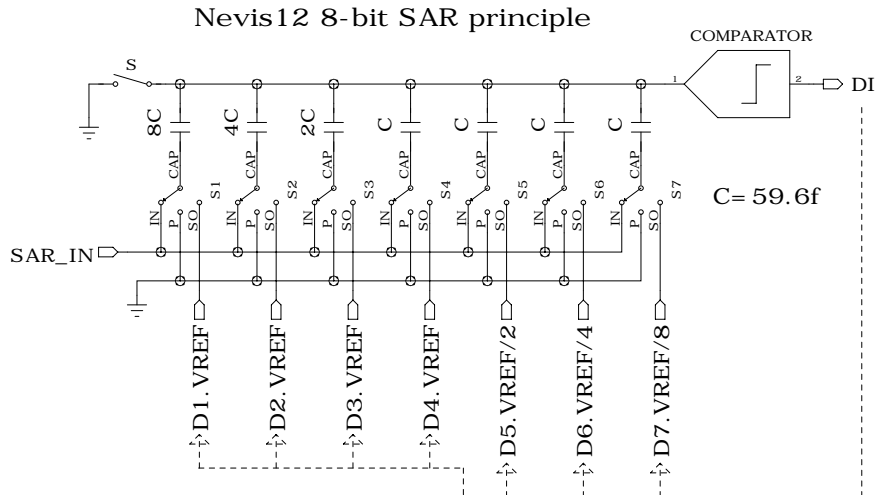 Nevis12 8-bit SAR principle
COMPARATOR
S
1
2
DI
8C
4C
2C
C
C
C
C
CAP
CAP
CAP
CAP
CAP
CAP
CAP
S1
S2
S3
S4
S5
S6
S7
C=59.6f
IN
P
SO
IN
P
SO
IN
P
SO
IN
P
SO
IN
P
SO
IN
P
SO
IN
P
SO
SAR_IN
D1.VREF
D2.VREF
D3.VREF
D4.VREF
D5.VREF/2
D6.VREF/4
D7.VREF/8